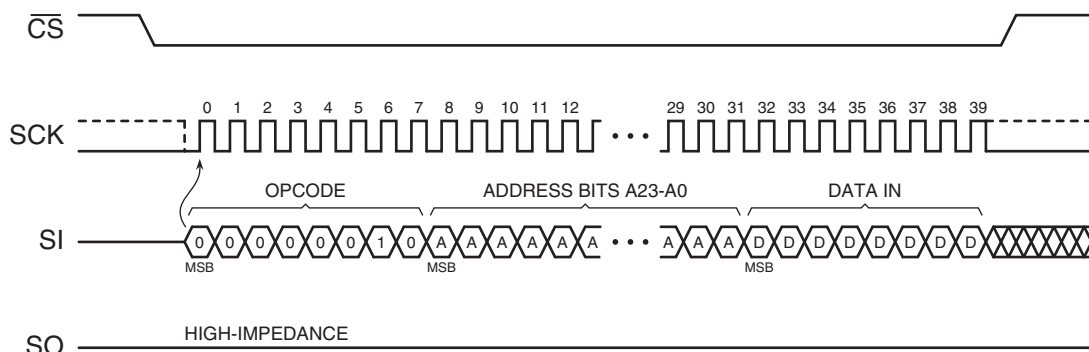 CS
0 1 2 3 4 5 6 7 8 9 10 11 12 29 30 31 32 33 34 35 36 37 38 39
SCK
OPCODE ADDRESS BITS A23-A0 DATA IN
SI 0 0 0 0 0 0 1 0 A A A A A A A A A D D D D D D D D
MSB MSB MSB
HIGH-IMPEDANCE
SO